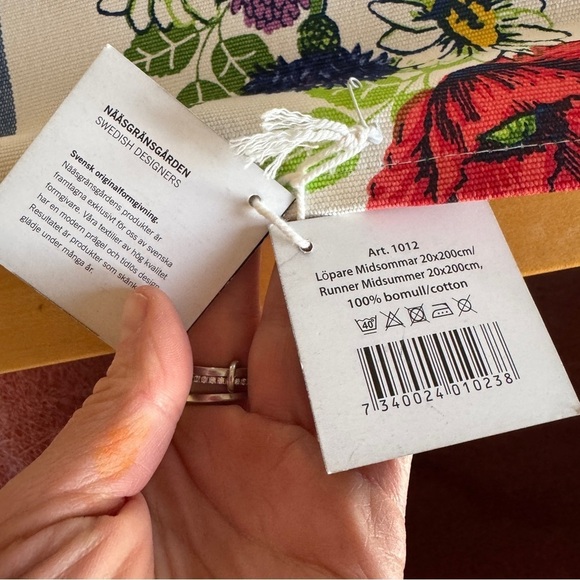 NÄÄSGRÄNSGÅRDEN
SWEDISH DESIGNERS
Svensk originalformgivning.
Nääsgränsgårdens produkter är
framtagna exklusivt för oss av svenska
formgivare. Våra textilier av hög kvalitet
har en modern prägel och tidlös design.
Resultatet är produkter som skänker
glädje under många år.
Art. 1012
Löpare Midsommar 20x200cm/
Runner Midsummer 20x200cm,
100% bomull/cotton
40
7 340024 010238